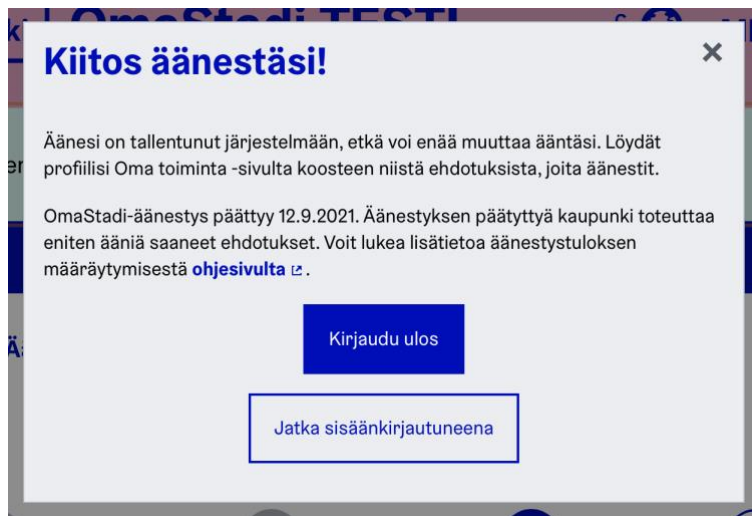 OmaStadi TESTI
Kiitos äänestäsi!
Äänesi on tallentunut järjestelmään, etkä voi enää muuttaa ääntäsi. Löydät
profiilisi Oma toiminta -sivulta koosteen niistä ehdotuksista, joita äänestit.
OmaStadi-äänestys päättyy 12.9.2021. Äänestyksen päätyttyä kaupunki toteuttaa
eniten ääniä saaneet ehdotukset. Voit lukea lisätietoa äänestystuloksen
määräytymisestä ohjesivulta.
Kirjaudu ulos
Jatka sisäänkirjautuneena